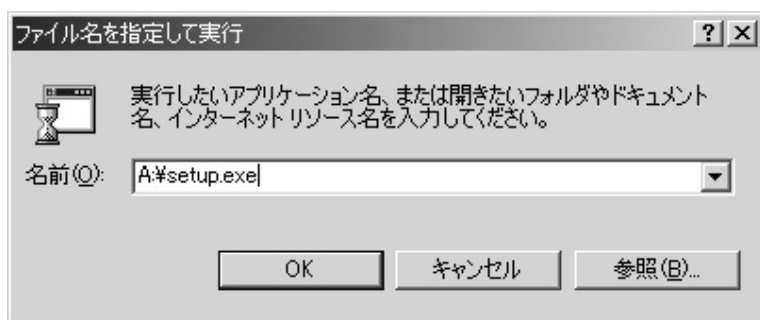 ファイル名を指定して実行
実行したいアプリケーション名、または開きたいフォルダやドキュメント
名、インターネット リソース名を入力してください。
名前(O):
A:¥setup.exe
OK
キャンセル
参照(B)...